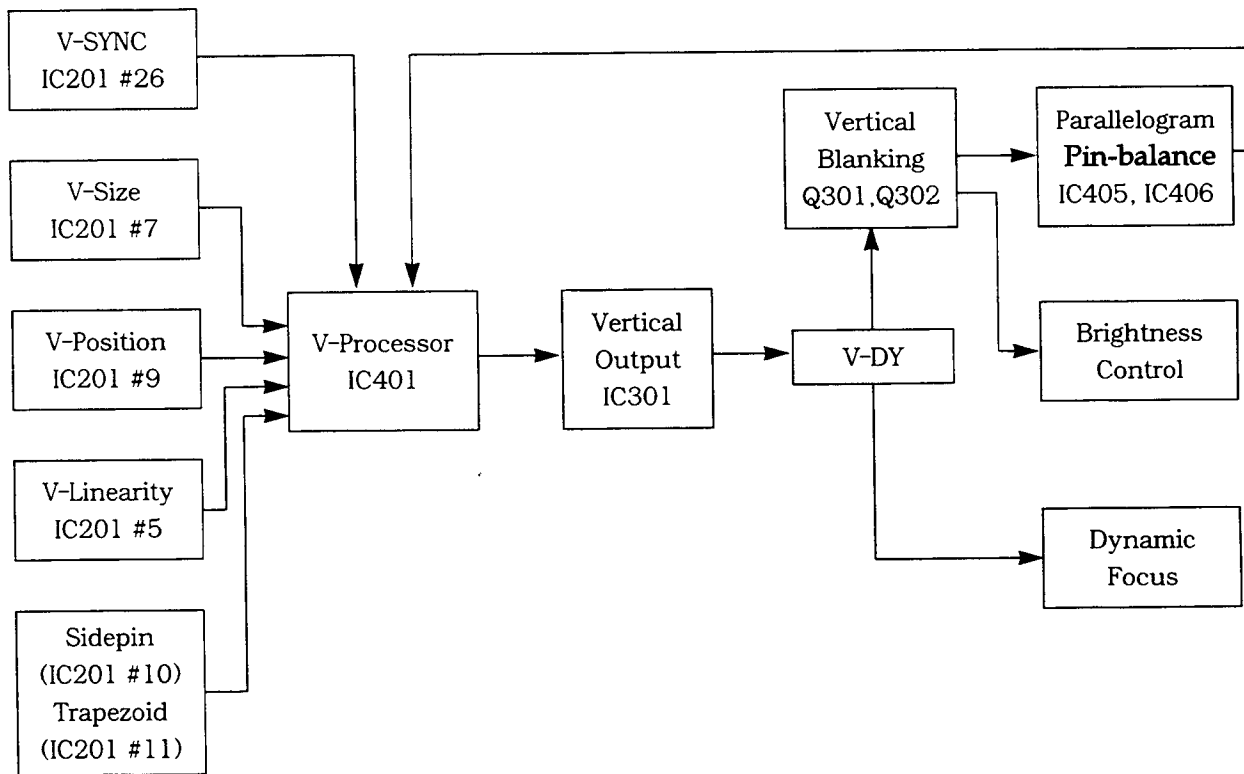 V-SYNC
IC201 #26
V-Size
IC201 #7
V-Position
IC201 #9
V-Linearity
IC201 #5
Sidepin
(IC201 #10)
Trapezoid
(IC201 #11)
V-Processor
IC401
Vertical
Output
IC301
V-DY
Vertical
Blanking
Q301,Q302
Parallelogram
Pin-balance
IC405, IC406
Brightness
Control
Dynamic
Focus